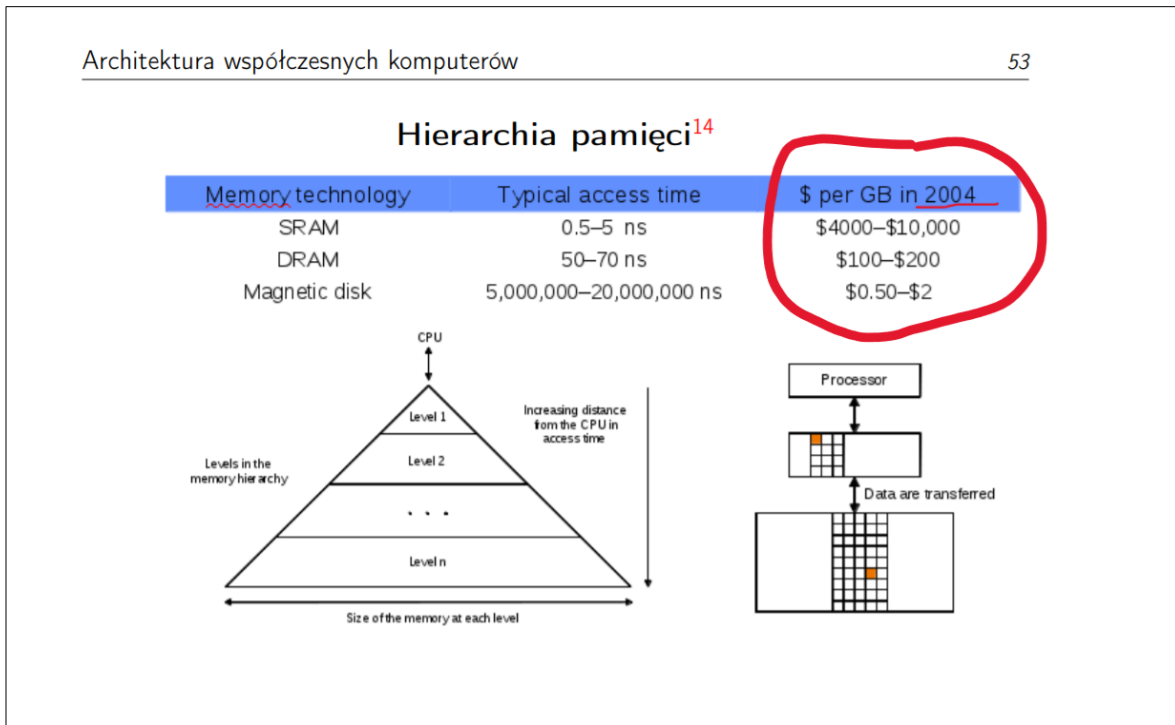 Architektura współczesnych komputerów 53
Hierarchia pamięci14
Memory technology Typical access time $ per GB in 2004
SRAM 0.5–5 ns $4000–$10,000
DRAM 50–70 ns $100–$200
Magnetic disk 5,000,000–20,000,000 ns $0.50–$2
CPU
Level 1
Level 2
. . .
Level n
Levels in the
memory hierarchy
Increasing distance
from the CPU in
access time
Size of the memory at each level
Processor
Data are transferred